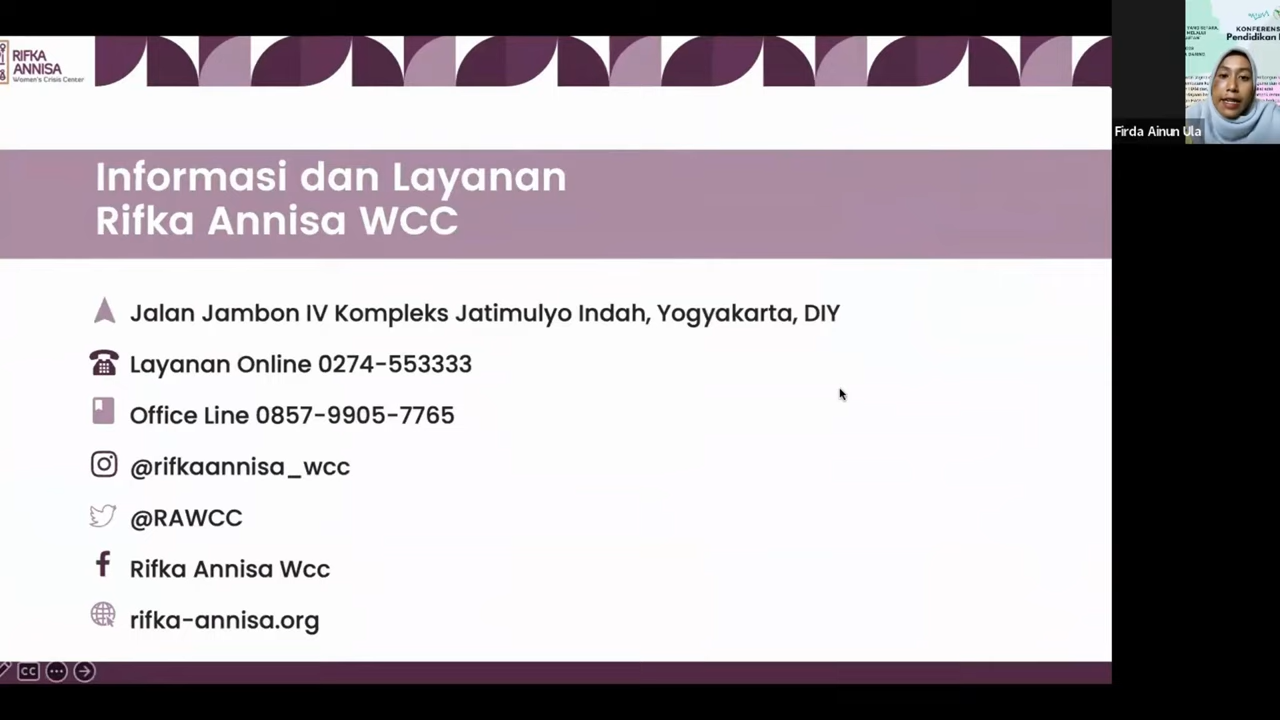 RIFKA
ANNISA
Women's Crisis Center
Informasi dan Layanan
Rifka Annisa WCC
Jalan Jambon IV Kompleks Jatimulyo Indah, Yogyakarta, DIY
Layanan Online 0274-553333
Office Line 0857-9905-7765
@rifkaannisa_wcc
@RAWCC
Rifka Annisa Wcc
rifka-annisa.org
CC
KONFERENS
Pendidikan
Firda Ainun Ula